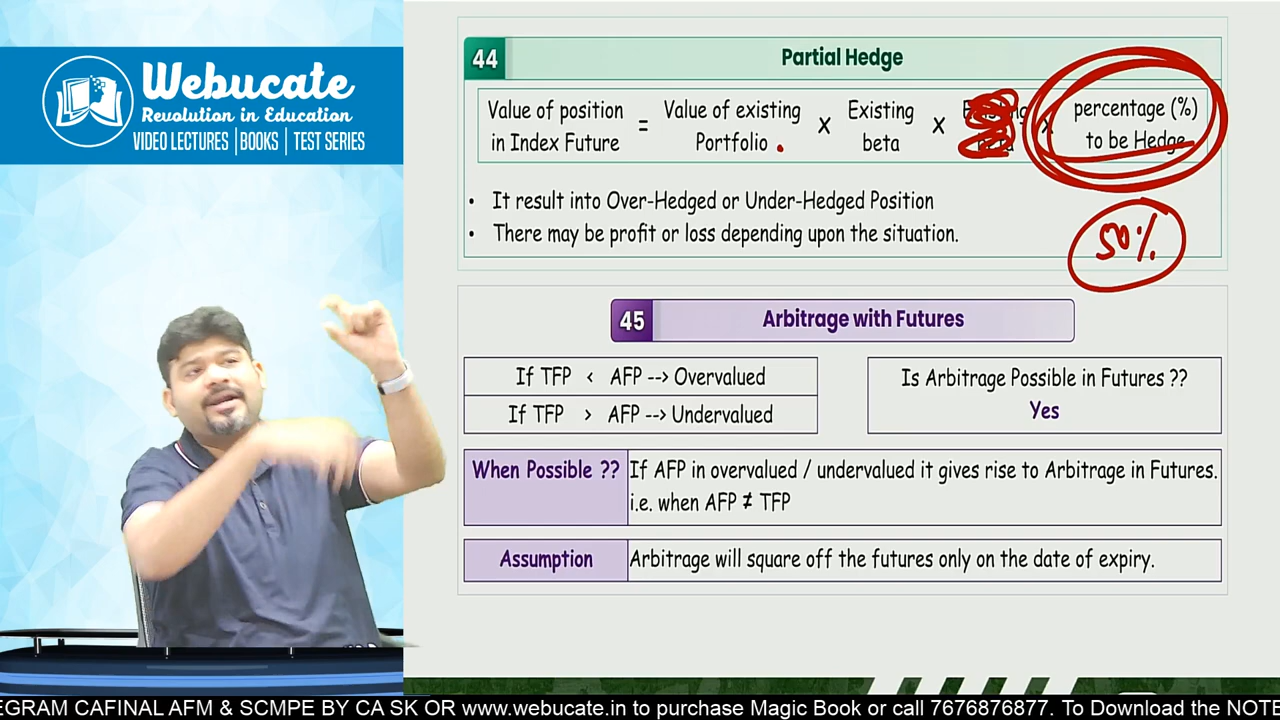 Webucate
Revolution in Education
VIDEO LECTURES | BOOKS | TEST SERIES
44 Partial Hedge
Value of position in Index Future = Value of existing Portfolio × Existing beta × × percentage (%) to be Hedge
• It result into Over-Hedged or Under-Hedged Position
• There may be profit or loss depending upon the situation.
50%
45 Arbitrage with Futures
If TFP < AFP --> Overvalued
If TFP > AFP --> Undervalued
Is Arbitrage Possible in Futures ??
Yes
When Possible ?? If AFP in overvalued / undervalued it gives rise to Arbitrage in Futures.
i.e. when AFP ≠ TFP
Assumption Arbitrage will square off the futures only on the date of expiry.
EGRAM CAFINAL AFM & SCMPE BY CA SK OR www.webucate.in to purchase Magic Book or call 7676876877. To Download the NOTE